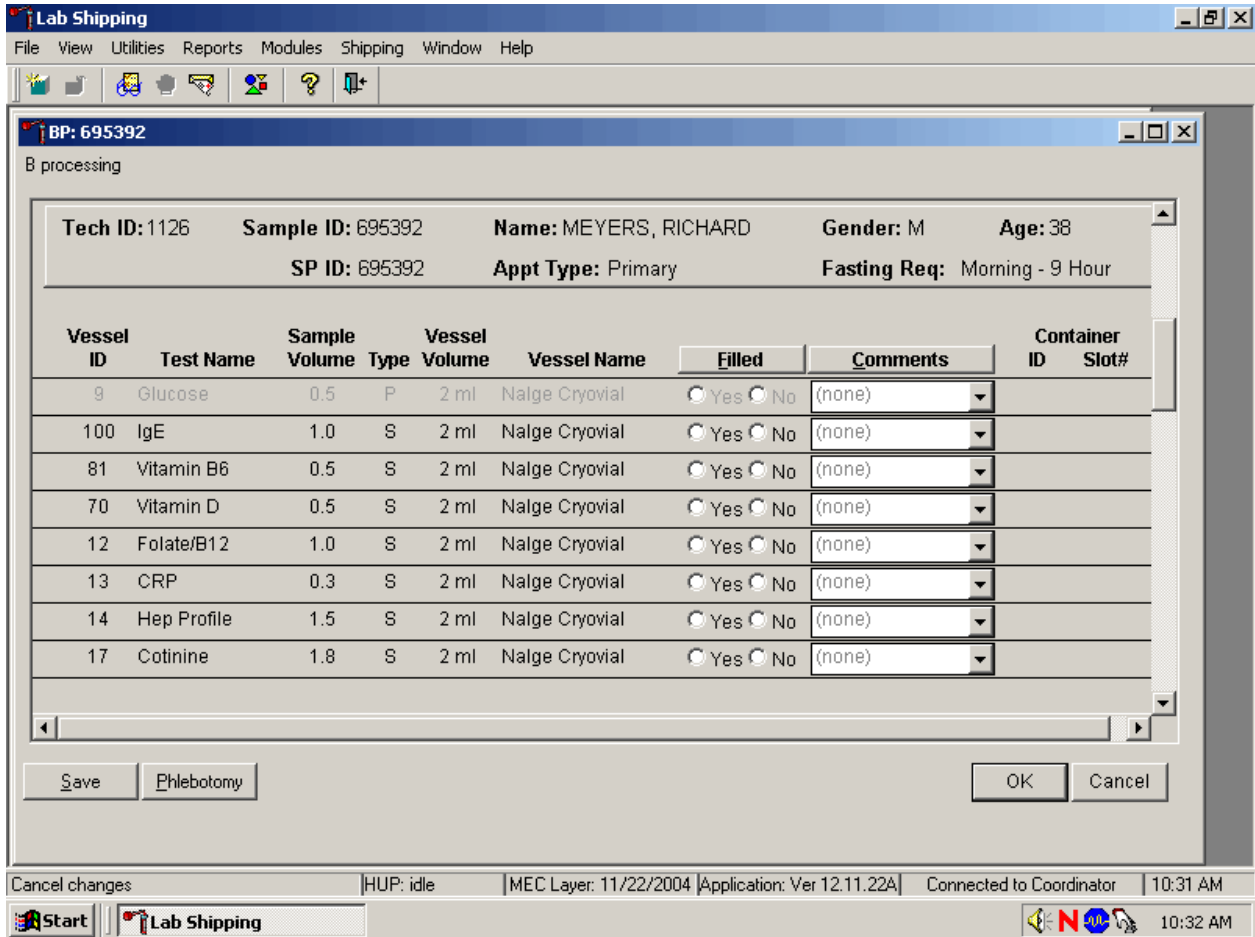 Lab Shipping
File View Utilities Reports Modules Shipping Window Help
BP: 695392
B processing
Tech ID: 1126 Sample ID: 695392 Name: MEYERS, RICHARD Gender: M Age: 38
SP ID: 695392 Appt Type: Primary Fasting Req: Morning - 9 Hour
Vessel Sample Vessel Container
ID Test Name Volume Type Volume Vessel Name Filled Comments ID Slot#
9 Glucose 0.5 P 2 ml Nalge Cryovial Yes No (none)
100 IgE 1.0 S 2 ml Nalge Cryovial Yes No (none)
81 Vitamin B6 0.5 S 2 ml Nalge Cryovial Yes No (none)
70 Vitamin D 0.5 S 2 ml Nalge Cryovial Yes No (none)
12 Folate/B12 1.0 S 2 ml Nalge Cryovial Yes No (none)
13 CRP 0.3 S 2 ml Nalge Cryovial Yes No (none)
14 Hep Profile 1.5 S 2 ml Nalge Cryovial Yes No (none)
17 Cotinine 1.8 S 2 ml Nalge Cryovial Yes No (none)
Save Phlebotomy OK Cancel
Cancel changes HUP: idle MEC Layer: 11/22/2004 Application: Ver 12.11.22A Connected to Coordinator 10:31 AM
Start Lab Shipping N 10:32 AM